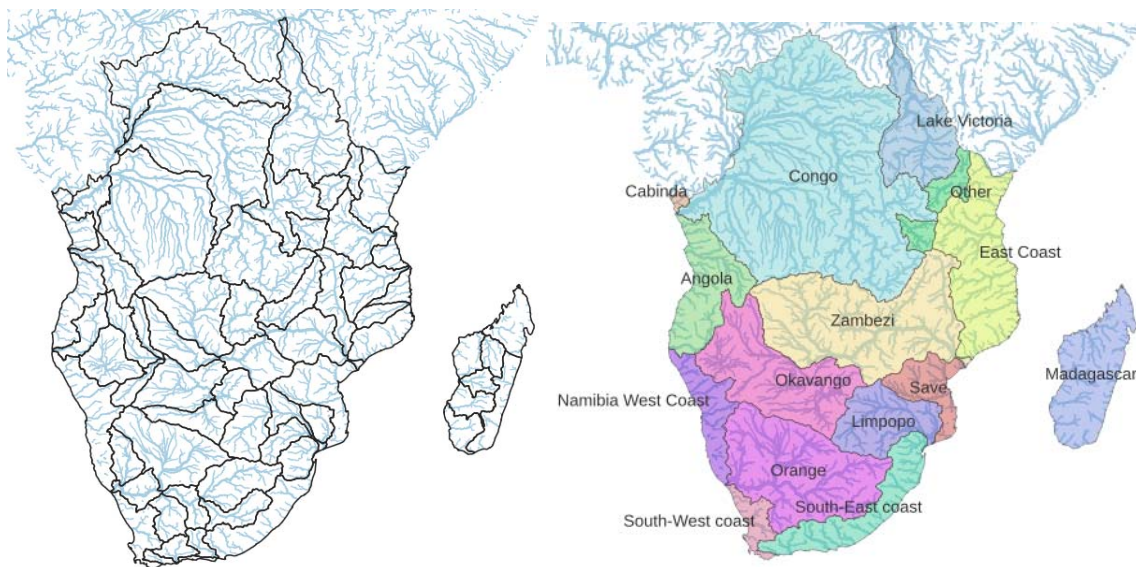 Lake Victoria
Congo
Cabinda
Other
East Coast
Angola
Zambezi
Madagascar
Okavango
Save
Namibia West Coast
Limpopo
Orange
South-East coast
South-West coast